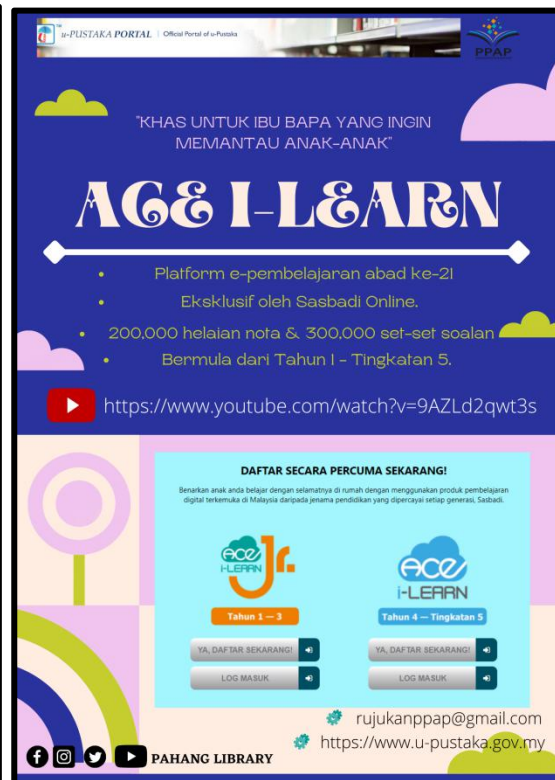 u-PUSTAKA PORTAL | Official Portal of u-Pustaka
PPAP
"KHAS UNTUK IBU BAPA YANG INGIN
MEMANTAU ANAK-ANAK"
ACE I-LEARN
Platform e-pembelajaran abad ke-21
Eksklusif oleh Sasbadi Online.
200,000 helaian nota & 300,000 set-set soalan
Bermula dari Tahun 1 - Tingkatan 5.
https://www.youtube.com/watch?v=9AZLd2qwt3s
DAFTAR SECARA PERCUMA SEKARANG!
Benarkan anak anda belajar dengan selamatnya di rumah dengan menggunakan produk pembelajaran
digital terkemuka di Malaysia daripada jenama pendidikan yang dipercayai setiap generasi, Sasbadi.
ace i-LEARN Jr.
Tahun 1 — 3
YA, DAFTAR SEKARANG!
LOG MASUK
ace i-LEARN
Tahun 4 — Tingkatan 5
YA, DAFTAR SEKARANG!
LOG MASUK
rujukanppap@gmail.com
https://www.u-pustaka.gov.my
PAHANG LIBRARY